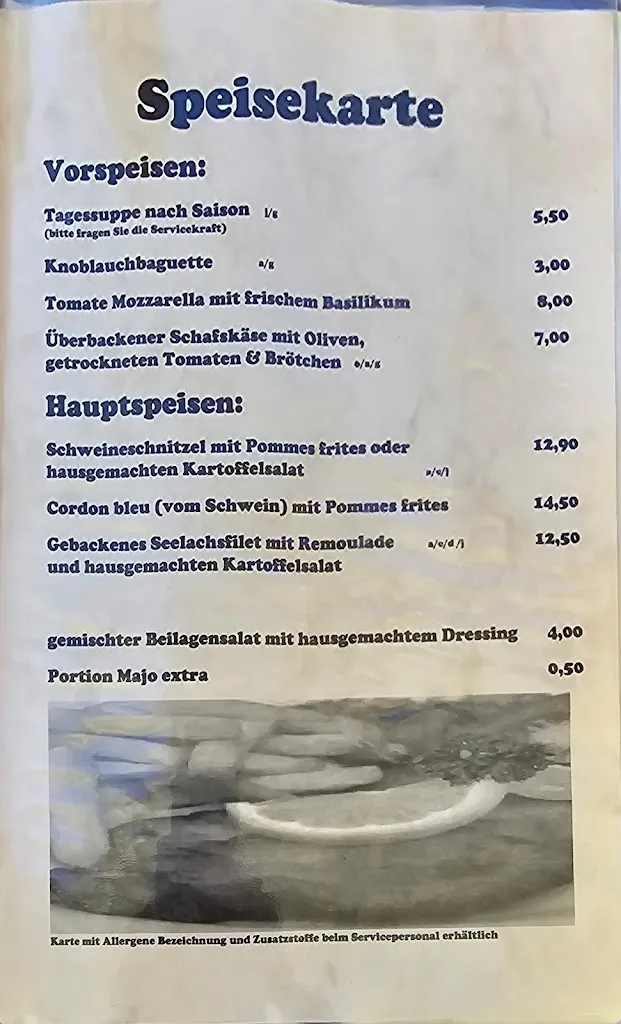 Speisekarte
Vorspeisen:
Tagessuppe nach Saison i/g 5,50
(bitte fragen Sie die Servicekraft)
Knoblauchbaguette a/g 3,00
Tomate Mozzarella mit frischem Basilikum 8,00
Überbackener Schafskäse mit Oliven, 7,00
getrockneten Tomaten & Brötchen 6/a/g
Hauptspeisen:
Schweineschnitzel mit Pommes frites oder 12,90
hausgemachten Kartoffelsalat a/c/j
Cordon bleu (vom Schwein) mit Pommes frites 14,50
Gebackenes Seelachsfilet mit Remoulade a/c/d/j 12,50
und hausgemachten Kartoffelsalat
gemischter Beilagensalat mit hausgemachtem Dressing 4,00
Portion Majo extra 0,50
Karte mit Allergene Bezeichnung und Zusatzstoffe beim Servicepersonal erhältlich